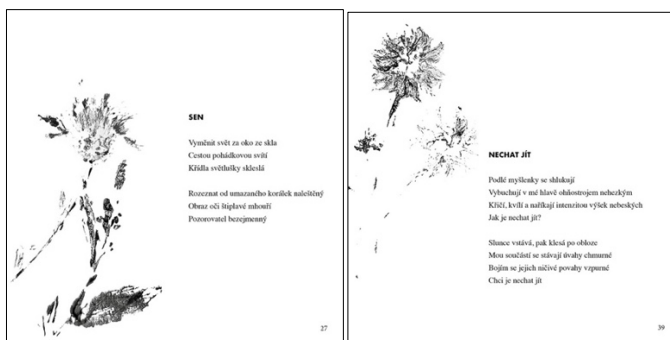 SEN
Vyměnit svět za oko ze skla
Cestou pohádkovou svítí
Křídla světlušky skleslá
Rozeznat od umazaného korálek naleštěný
Obraz oči štiplavé mhouří
Pozorovatel bezejmenný
27
NECHAT JÍT
Podlé myšlenky se shlukují
Vybuchují v mé hlavě ohňostrojem nehezkým
Křičí, kvílí a naříkají intenzitou výšek nebeských
Jak je nechat jít?
Slunce vstává, pak klesá po obloze
Mou součástí se stávají úvahy chmurné
Bojím se jejich ničivé povahy vzpurné
Chci je nechat jít
39